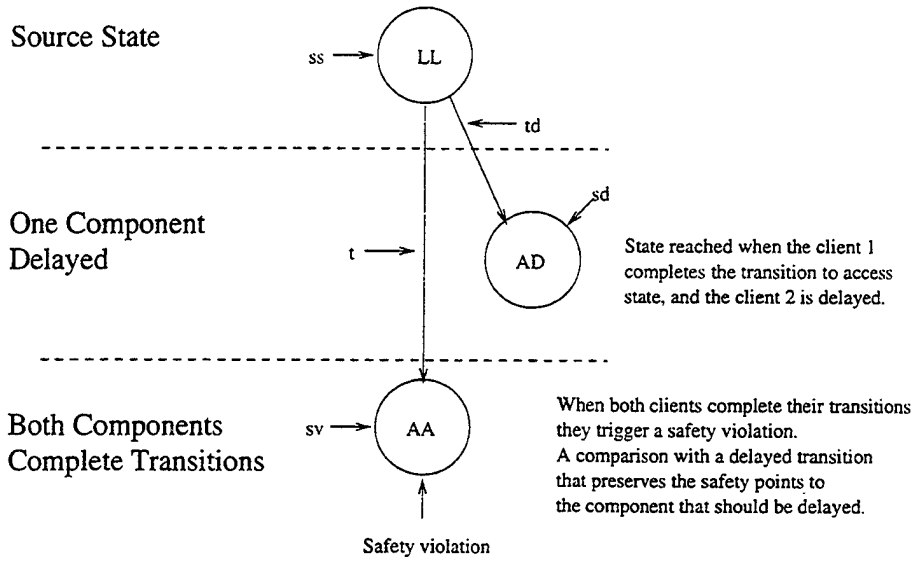 Source State
ss
LL
td
One Component
Delayed
sd
t
AD
State reached when the client 1
completes the transition to access
state, and the client 2 is delayed.
Both Components
Complete Transitions
sv
AA
When both clients complete their transitions
they trigger a safety violation.
A comparison with a delayed transition
that preserves the safety points to
the component that should be delayed.
Safety violation